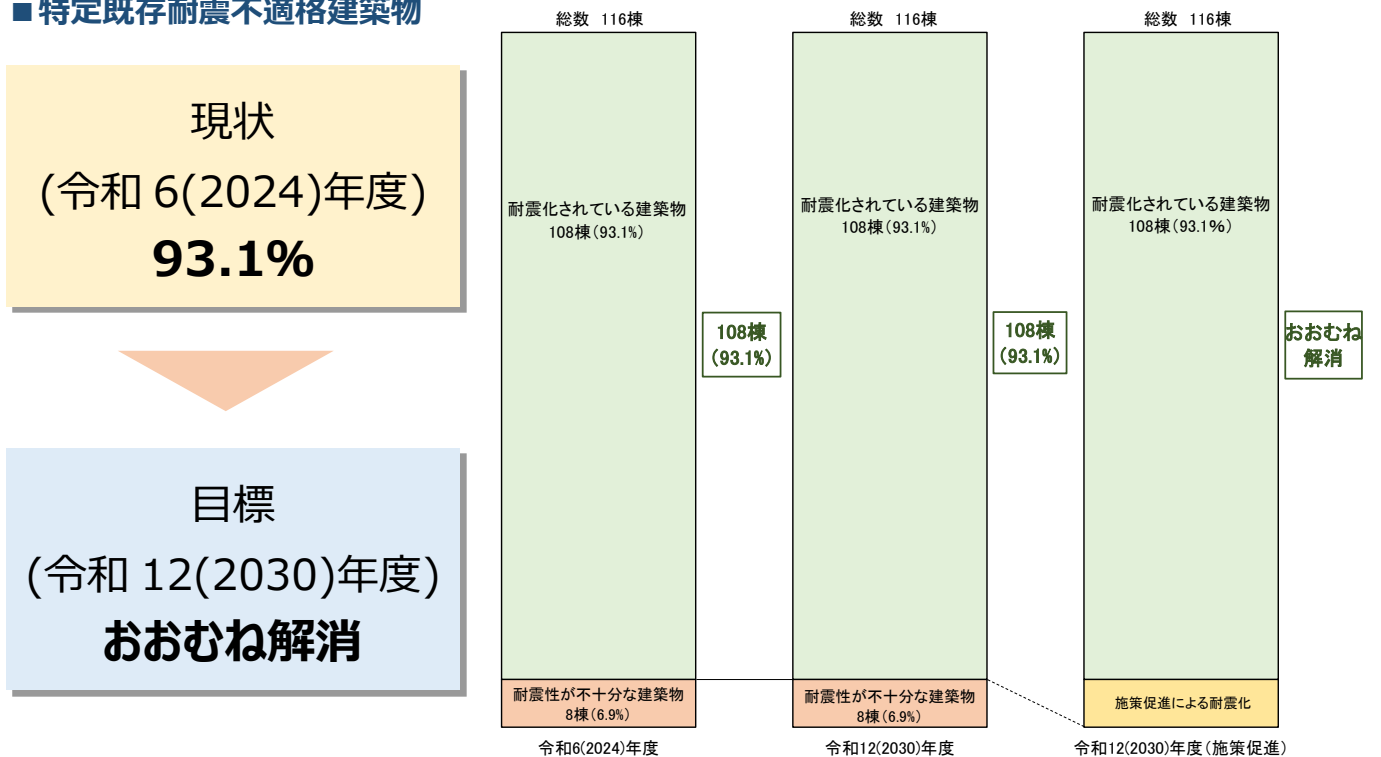 ■特定既存耐震不適格建築物
現状
(令和 6(2024)年度)
93.1%
目標
(令和 12(2030)年度)
おおむね解消
総数 116棟
耐震化されている建築物
108棟(93.1%)
108棟
(93.1%)
耐震性が不十分な建築物
8棟(6.9%)
令和6(2024)年度
総数 116棟
耐震化されている建築物
108棟(93.1%)
108棟
(93.1%)
耐震性が不十分な建築物
8棟(6.9%)
令和12(2030)年度
総数 116棟
耐震化されている建築物
108棟(93.1%)
おおむね
解消
施策促進による耐震化
令和12(2030)年度(施策促進)